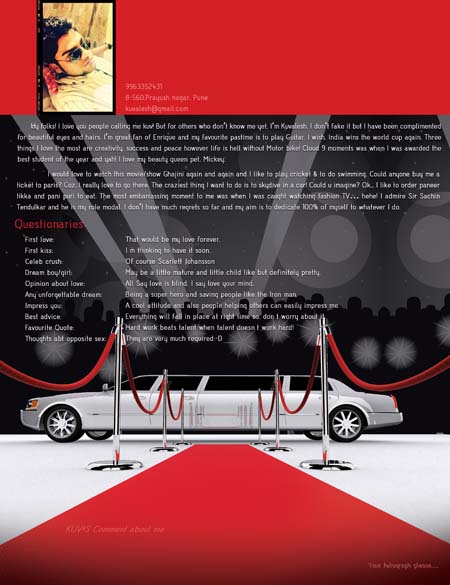 9963352431
8-560,Prayush nagar, Pune
kuvalesh@gmail.com
Hy folks! I love you people calling me kuv! But for others who don't know me yet. I'm Kuvalesh. I don't fake it but I have been complimented
for beautiful eyes and hairs. I'm great fan of Enrique and my favourite pastime is to play Guitar. I wish, India wins the world cup again. Three
things I love the most are creativity, success and peace however life is hell without Motor bike! Cloud 9 moments was when I was awarded the
best student of the year and yah! I love my beauty queen pet, Mickey.
I would love to watch this movie/show Ghajini again and again and I like to play cricket & to do swimming. Could anyone buy me a
ticket to paris? Coz, I really love to go there. The craziest thing I want to do is to skydive in a car! Could u imagine? Ok... I like to order paneer
tikka and pani puri to eat. The most embarrassing moment to me was when I was caught watching fashion TV... hehe! I admire Sir Sachin
Tendulkar and he is my role modal. I don't have much regrets so far and my aim is to dedicate 100% of myself to whatever I do.
Questionaries
First love: That would be my love forever.
First kiss: I'm thinking to have it soon.
Celeb crush: Of course Scarlett Johansson
Dream boy/girl: May be a little mature and little child like but definitely pretty.
Opinion about love: All Say love is blind. I say love your mind.
Any unforgettable dream: Being a super hero and saving people like the Iron man.
Impress you: A cool attitude and also people helping others can easily impress me.
Best advice: Everything will fall in place at right time so, don't worry about it.
Favourite Quote: Hard work beats talent when talent doesn't work hard!
Thoughts abt opposite sex: They are very much required:-D
KUV!S Comment about me
Your Autograph please....